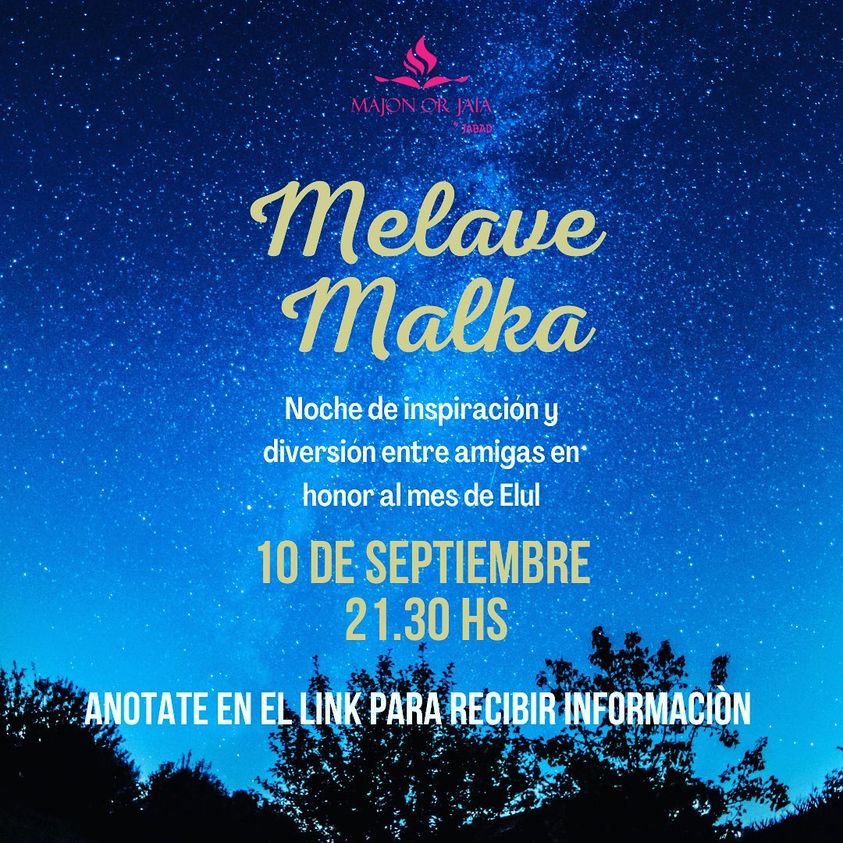 MAJON OR JAIA
JABAD
Melave
Malka
Noche de inspiración y
diversión entre amigas en
honor al mes de Elul
10 DE SEPTIEMBRE
21.30 HS
ANOTATE EN EL LINK PARA RECIBIR INFORMACIÒN